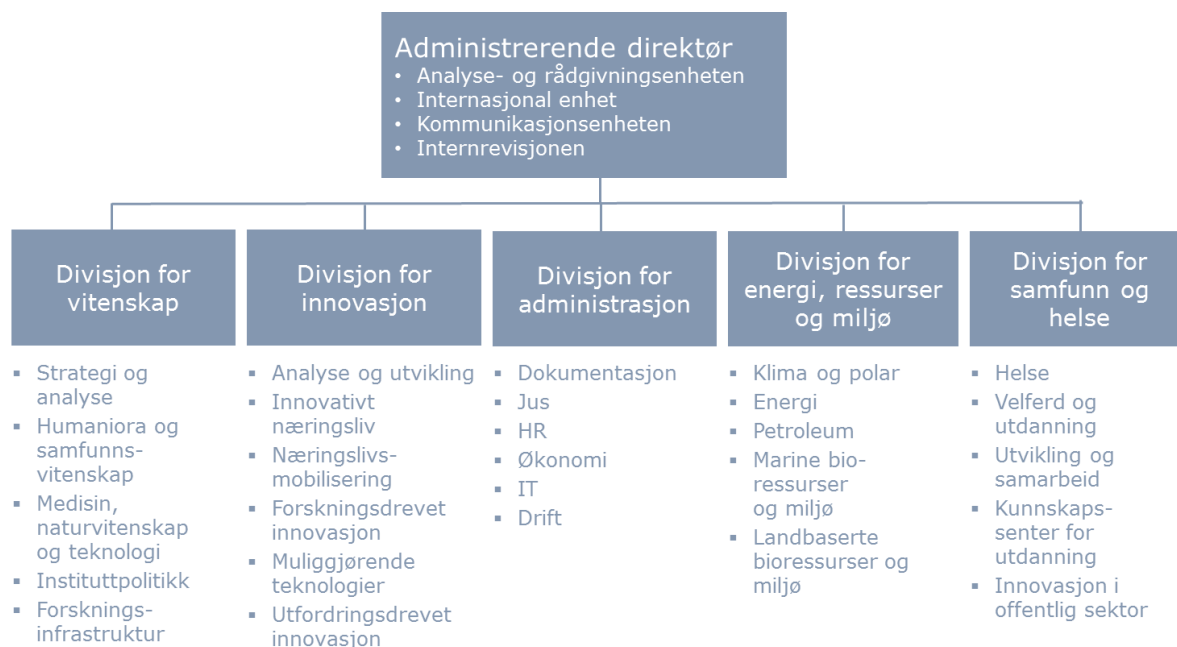 Administrerende direktør
• Analyse- og rådgivningsenheten
• Internasjonal enhet
• Kommunikasjonsenheten
• Internrevisjonen
Divisjon for
vitenskap
▪ Strategi og
analyse
▪ Humaniora og
samfunns-
vitenskap
▪ Medisin,
naturvitenskap
og teknologi
▪ Instituttpolitikk
▪ Forsknings-
infrastruktur
Divisjon for
innovasjon
▪ Analyse og utvikling
▪ Innovativt
næringsliv
▪ Næringslivs-
mobilisering
▪ Forskningsdrevet
innovasjon
▪ Muliggjørende
teknologier
▪ Utfordringsdrevet
innovasjon
Divisjon for
administrasjon
▪ Dokumentasjon
▪ Jus
▪ HR
▪ Økonomi
▪ IT
▪ Drift
Divisjon for
energi, ressurser
og miljø
▪ Klima og polar
▪ Energi
▪ Petroleum
▪ Marine bio-
ressurser
og miljø
▪ Landbaserte
bioressurser og
miljø
Divisjon for
samfunn og
helse
▪ Helse
▪ Velferd og
utdanning
▪ Utvikling og
samarbeid
▪ Kunnskaps-
senter for
utdanning
▪ Innovasjon i
offentlig sektor